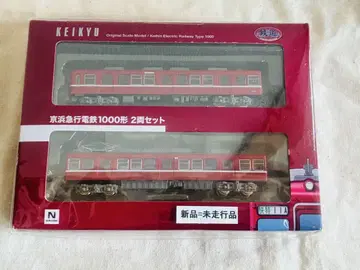 KEIKYU
Original Scale Model / Keihin Electric Railway Type 1000
京浜急行電鉄1000形 2両セット
N
新品=未走行品